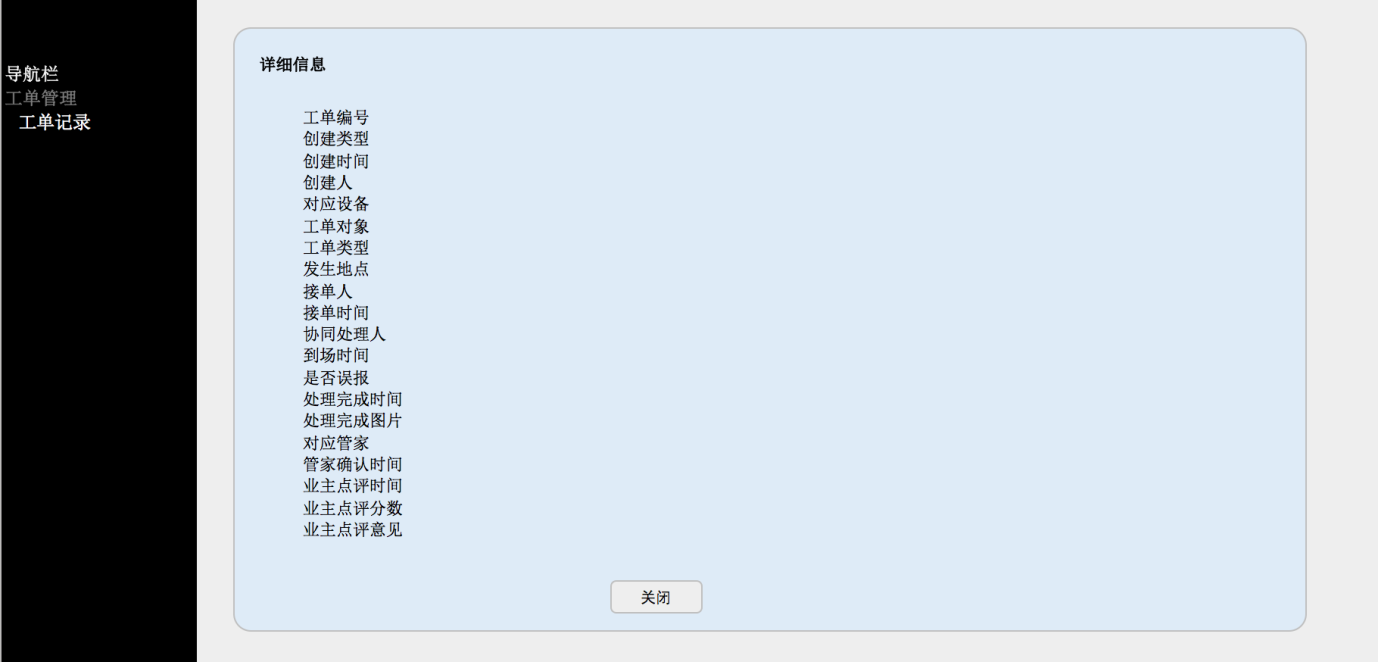 导航栏
工单管理
工单记录
详细信息
工单编号
创建类型
创建时间
创建人
对应设备
工单对象
工单类型
发生地点
接单人
接单时间
协同处理人
到场时间
是否误报
处理完成时间
处理完成图片
对应管家
管家确认时间
业主点评时间
业主点评分数
业主点评意见
关闭